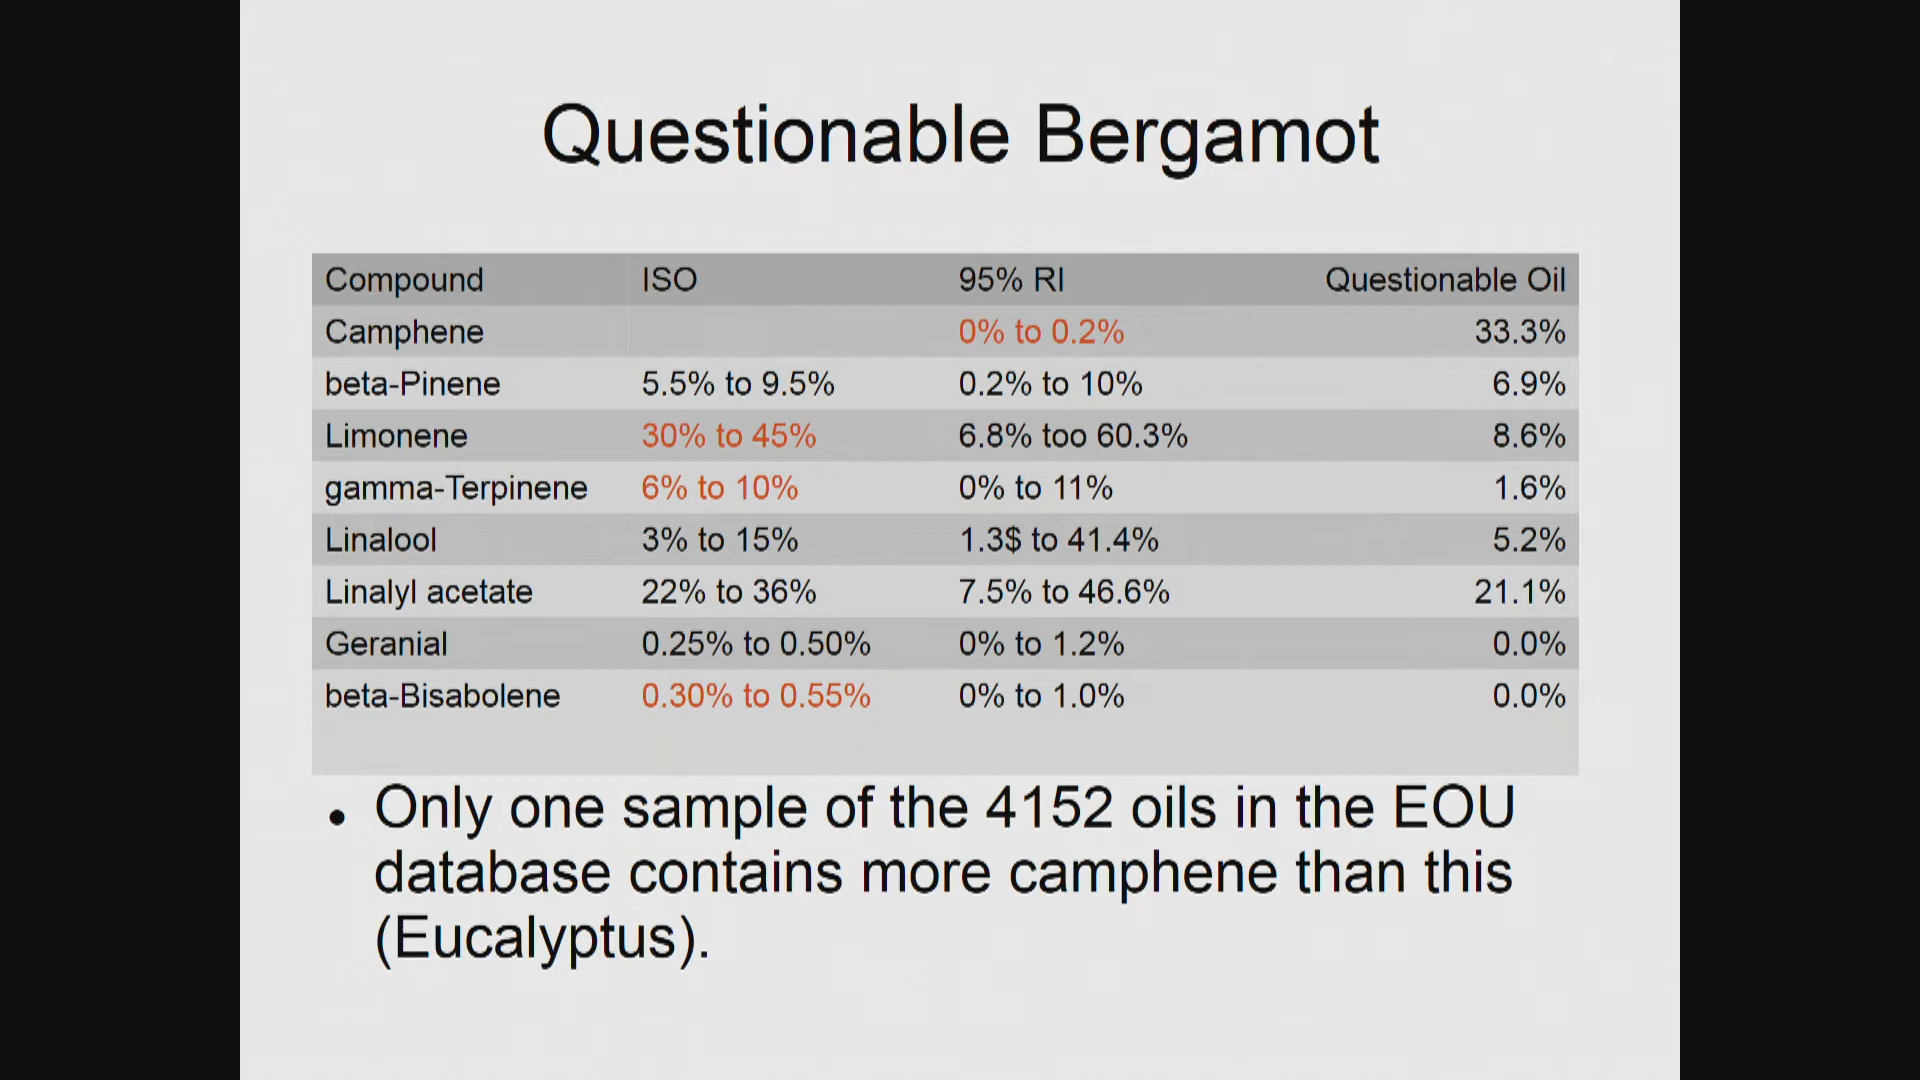 Questionable Bergamot
Compound ISO 95% RI Questionable Oil
Camphene 0% to 0.2% 33.3%
beta-Pinene 5.5% to 9.5% 0.2% to 10% 6.9%
Limonene 30% to 45% 6.8% too 60.3% 8.6%
gamma-Terpinene 6% to 10% 0% to 11% 1.6%
Linalool 3% to 15% 1.3$ to 41.4% 5.2%
Linalyl acetate 22% to 36% 7.5% to 46.6% 21.1%
Geranial 0.25% to 0.50% 0% to 1.2% 0.0%
beta-Bisabolene 0.30% to 0.55% 0% to 1.0% 0.0%
• Only one sample of the 4152 oils in the EOU
database contains more camphene than this
(Eucalyptus).